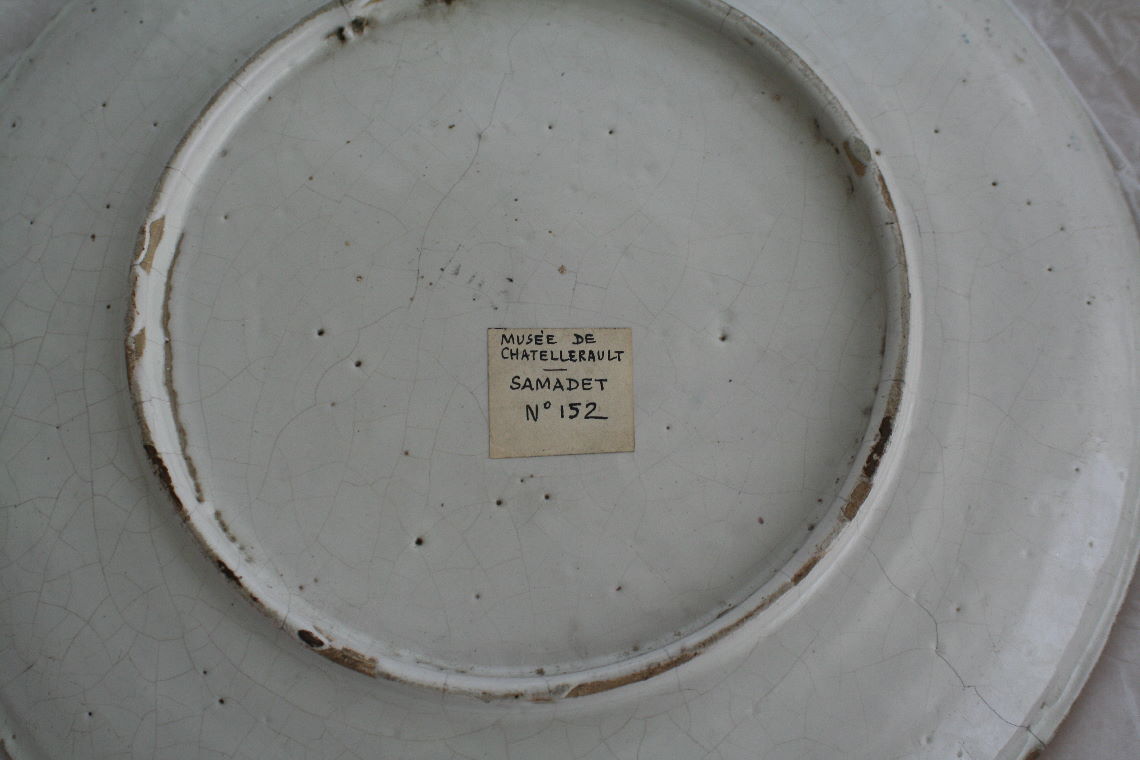 MUSÉE DE
CHATELLERAULT
SAMADET
N° 152